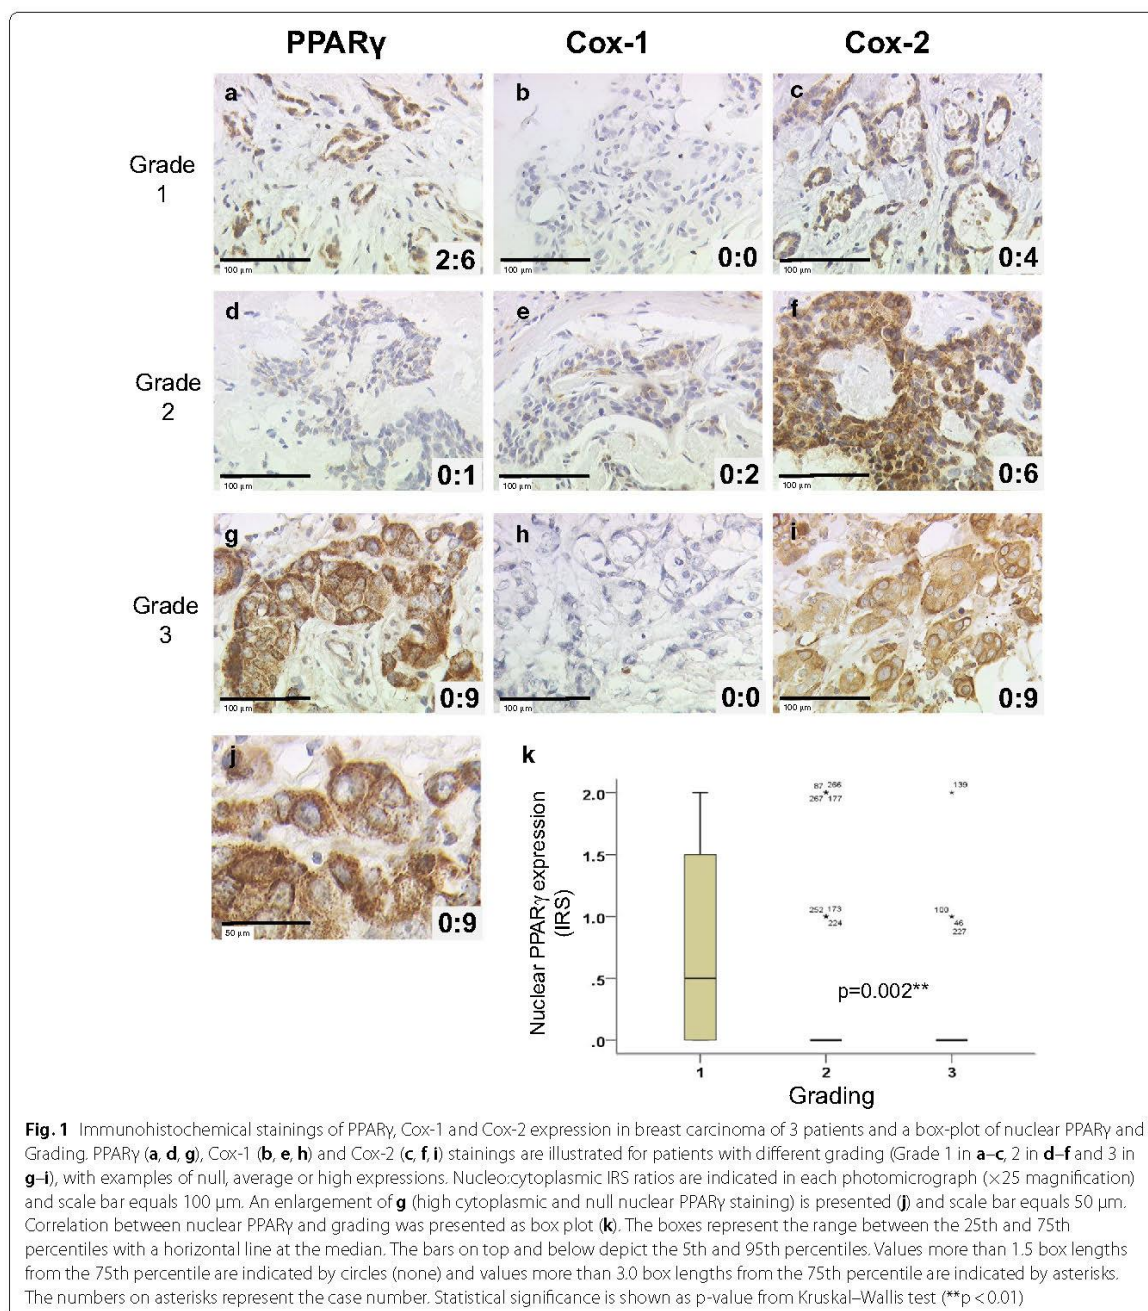 PPARγ Cox-1 Cox-2
a b c
Grade
1
100 µm 2:6 100 µm 0:0 100 µm 0:4
d e f
Grade
2
100 µm 0:1 100 µm 0:2 100 µm 0:6
g h i
Grade
3
100 µm 0:9 100 µm 0:0 100 µm 0:9
j
50 µm 0:9
k
Nuclear PPARγ expression
(IRS)
2.0
1.5
1.0
.5
.0
87 266
267 177
139
252 173
224
100
46
227
p=0.002**
1 2 3
Grading
Fig. 1 Immunohistochemical stainings of PPARγ, Cox-1 and Cox-2 expression in breast carcinoma of 3 patients and a box-plot of nuclear PPARγ and
Grading. PPARγ (a, d, g), Cox-1 (b, e, h) and Cox-2 (c, f, i) stainings are illustrated for patients with different grading (Grade 1 in a–c, 2 in d–f and 3 in
g–i), with examples of null, average or high expressions. Nucleo:cytoplasmic IRS ratios are indicated in each photomicrograph (×25 magnification)
and scale bar equals 100 µm. An enlargement of g (high cytoplasmic and null nuclear PPARγ staining) is presented (j) and scale bar equals 50 µm.
Correlation between nuclear PPARγ and grading was presented as box plot (k). The boxes represent the range between the 25th and 75th
percentiles with a horizontal line at the median. The bars on top and below depict the 5th and 95th percentiles. Values more than 1.5 box lengths
from the 75th percentile are indicated by circles (none) and values more than 3.0 box lengths from the 75th percentile are indicated by asterisks.
The numbers on asterisks represent the case number. Statistical significance is shown as p-value from Kruskal–Wallis test (**p < 0.01)